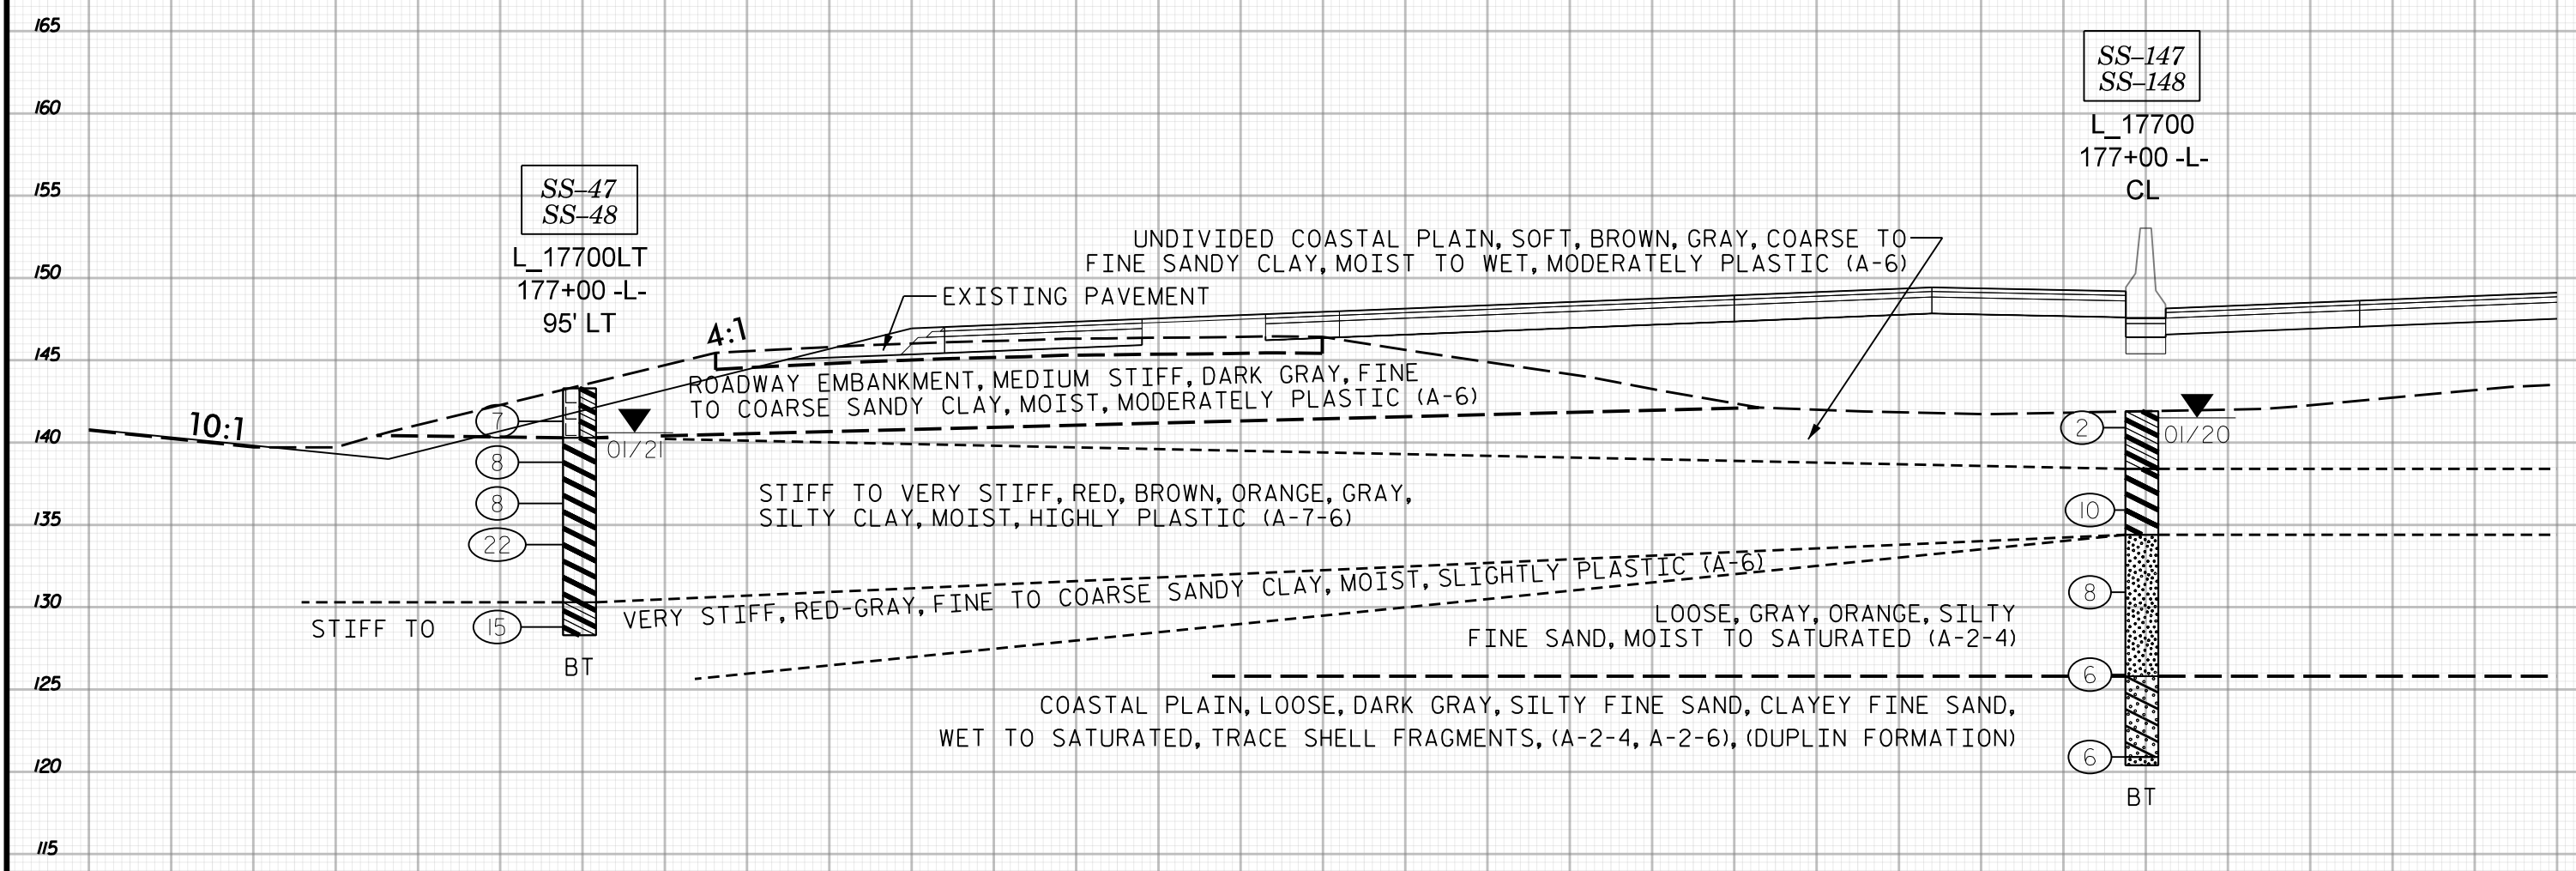 165
160
155
150
145
140
135
130
125
120
115
SS-47
SS-48
L_17700LT
177+00 -L-
95' LT
SS-147
SS-148
L_17700
177+00 -L-
CL
UNDIVIDED COASTAL PLAIN, SOFT, BROWN, GRAY, COARSE TO
FINE SANDY CLAY, MOIST TO WET, MODERATELY PLASTIC (A-6)
EXISTING PAVEMENT
4:1
10:1
ROADWAY EMBANKMENT, MEDIUM STIFF, DARK GRAY, FINE
TO COARSE SANDY CLAY, MOIST, MODERATELY PLASTIC (A-6)
7
L
L
L
01/21
8
8
22
15
BT
2
01/20
10
8
6
6
BT
STIFF TO VERY STIFF, RED, BROWN, ORANGE, GRAY,
SILTY CLAY, MOIST, HIGHLY PLASTIC (A-7-6)
STIFF TO
VERY STIFF, RED-GRAY, FINE TO COARSE SANDY CLAY, MOIST, SLIGHTLY PLASTIC (A-6)
LOOSE, GRAY, ORANGE, SILTY
FINE SAND, MOIST TO SATURATED (A-2-4)
COASTAL PLAIN, LOOSE, DARK GRAY, SILTY FINE SAND, CLAYEY FINE SAND,
WET TO SATURATED, TRACE SHELL FRAGMENTS, (A-2-4, A-2-6), (DUPLIN FORMATION)